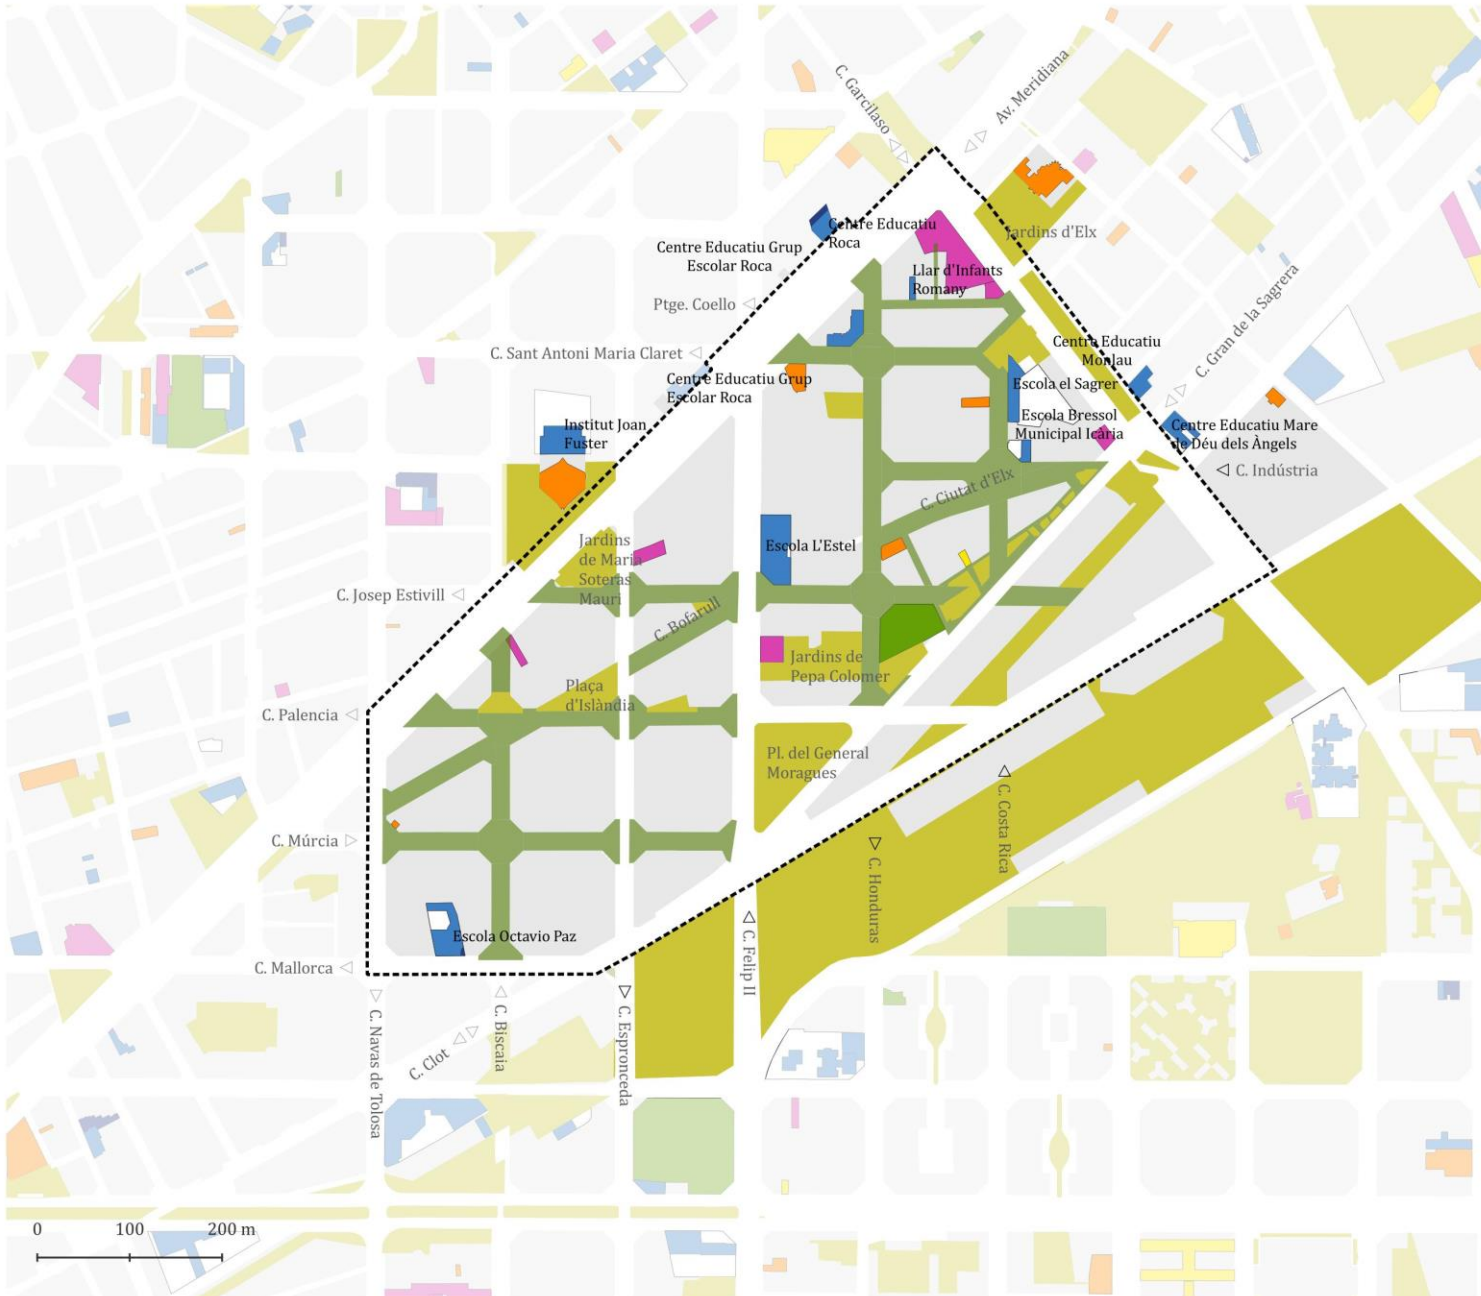 C. Garcilaso
Av. Meridiana
Centre Educatiu
Roca
Jardins d'Elx
Centre Educatiu Grup
Escolar Roca
Llar d'Infants
Romany
C. Gran de la Sagrera
Ptge. Coello
Centre Educatiu
Monlau
C. Sant Antoni Maria Claret
Centre Educatiu Grup
Escolar Roca
Escola el Sagrer
Institut Joan
Fuster
Escola Bressol
Municipal Icària
Centre Educatiu Mare
de Déu dels Àngels
C. Indústria
C. Ciutat d'Elx
Jardins
de Maria
Soteras
Mauri
Escola L'Estel
C. Josep Estivill
C. Bofarull
Jardins de
Pepa Colomer
Plaça
d'Islàndia
C. Palencia
Pl. del General
Moragues
C. Costa Rica
C. Múrcia
C. Honduras
Escola Octavio Paz
C. Felip II
C. Mallorca
C. Navas de Tolosa
C. Clot
C. Biscaia
C. Espronceda
0 100 200 m